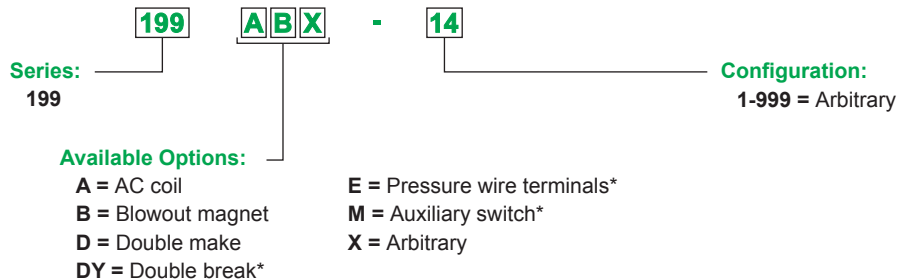 199 ABX - 14
Series:
199
Configuration:
1-999 = Arbitrary
Available Options:
A = AC coil
B = Blowout magnet
D = Double make
DY = Double break*
E = Pressure wire terminals*
M = Auxiliary switch*
X = Arbitrary